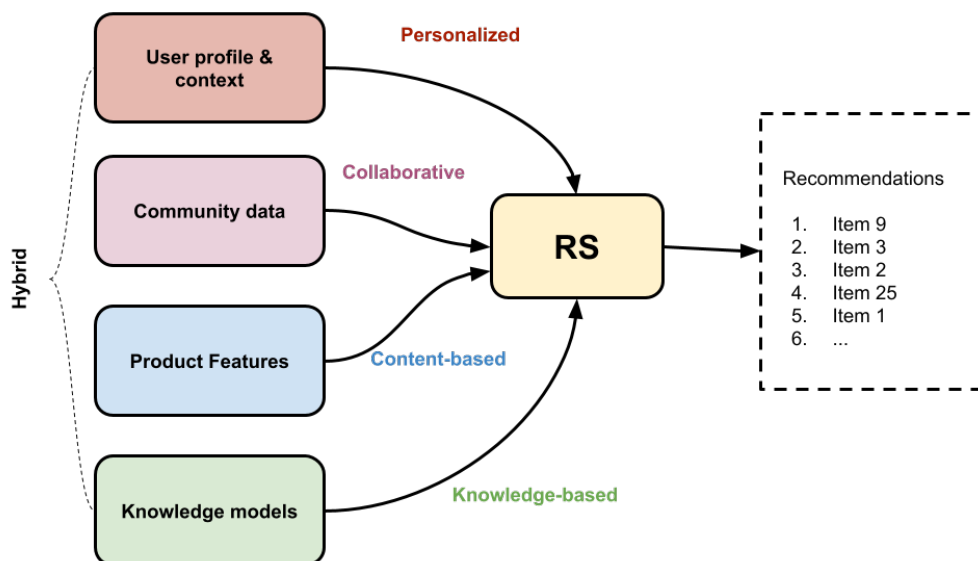 User profile &
context
Personalized
Community data
Collaborative
Hybrid
Product Features
Content-based
Knowledge models
Knowledge-based
RS
Recommendations
1. Item 9
2. Item 3
3. Item 2
4. Item 25
5. Item 1
6. ...